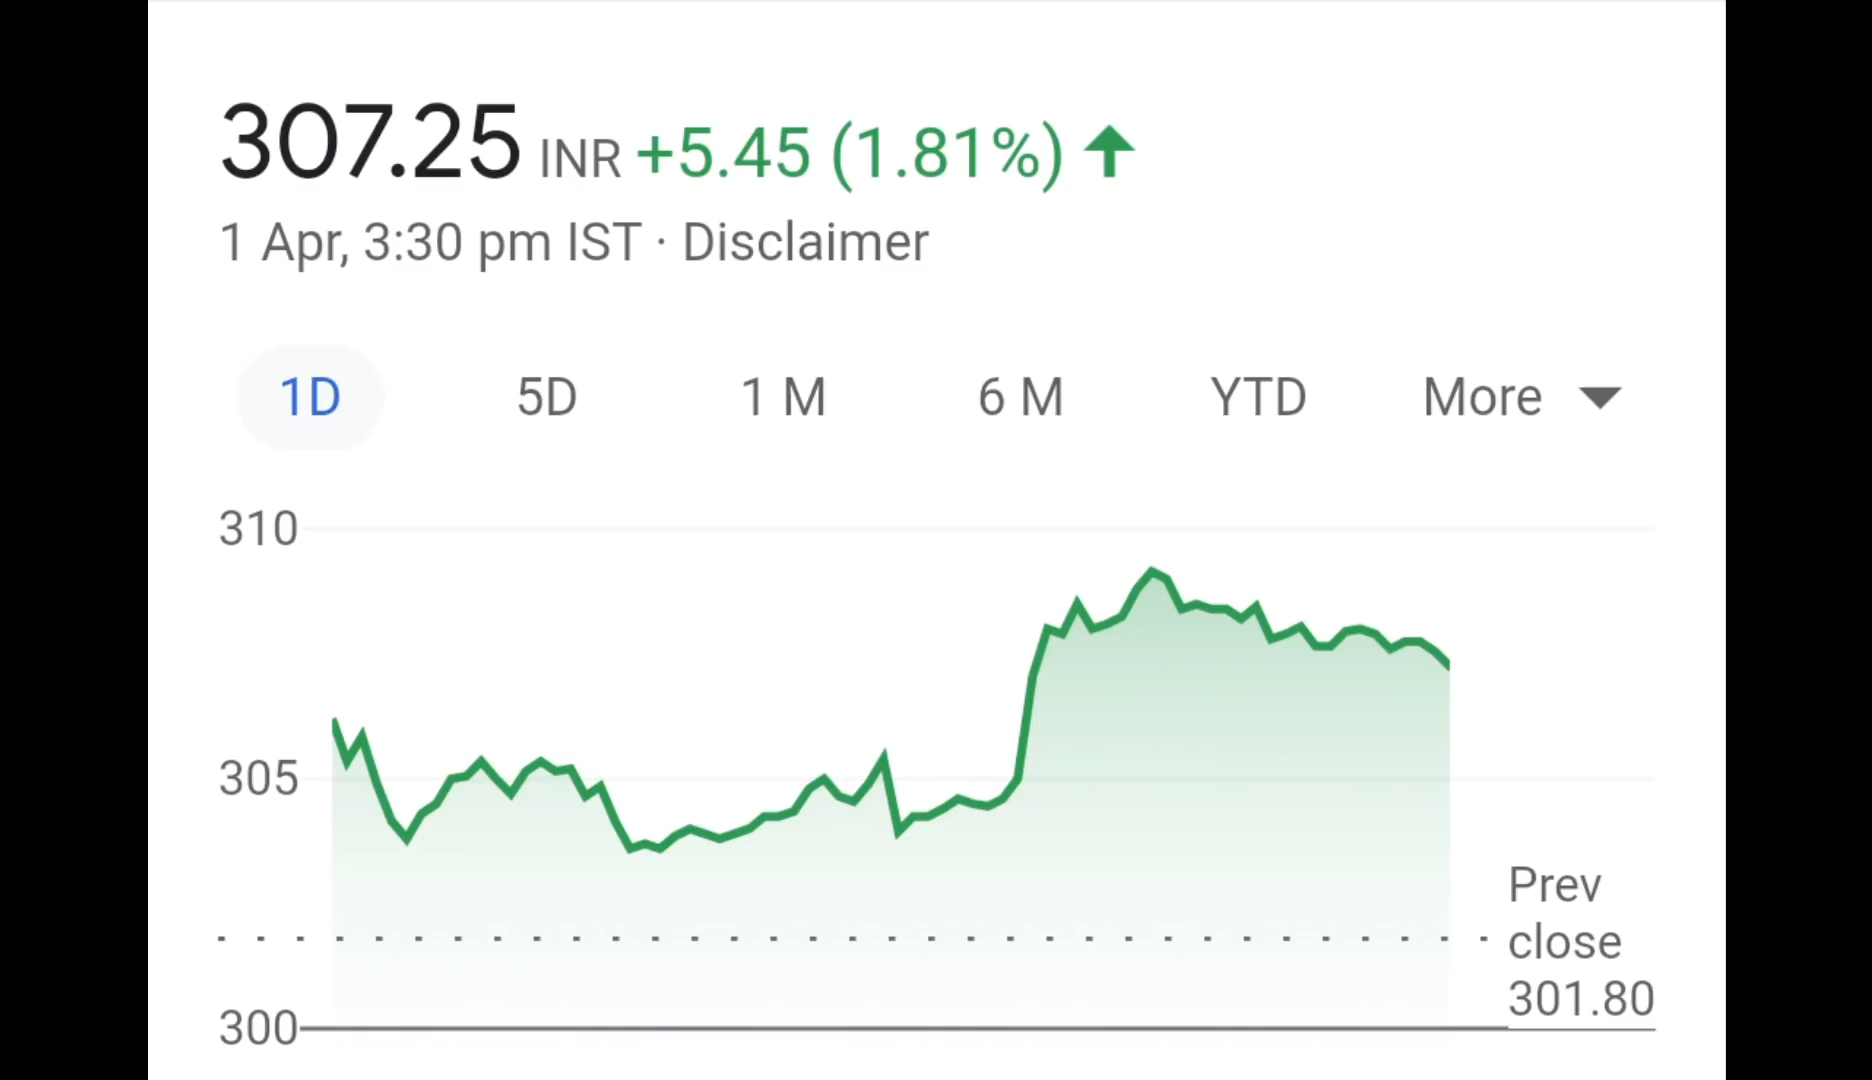 307.25 INR +5.45 (1.81%)
1 Apr, 3:30 pm IST · Disclaimer
1D 5D 1 M 6 M YTD More
310
305
300
Prev
close
301.80